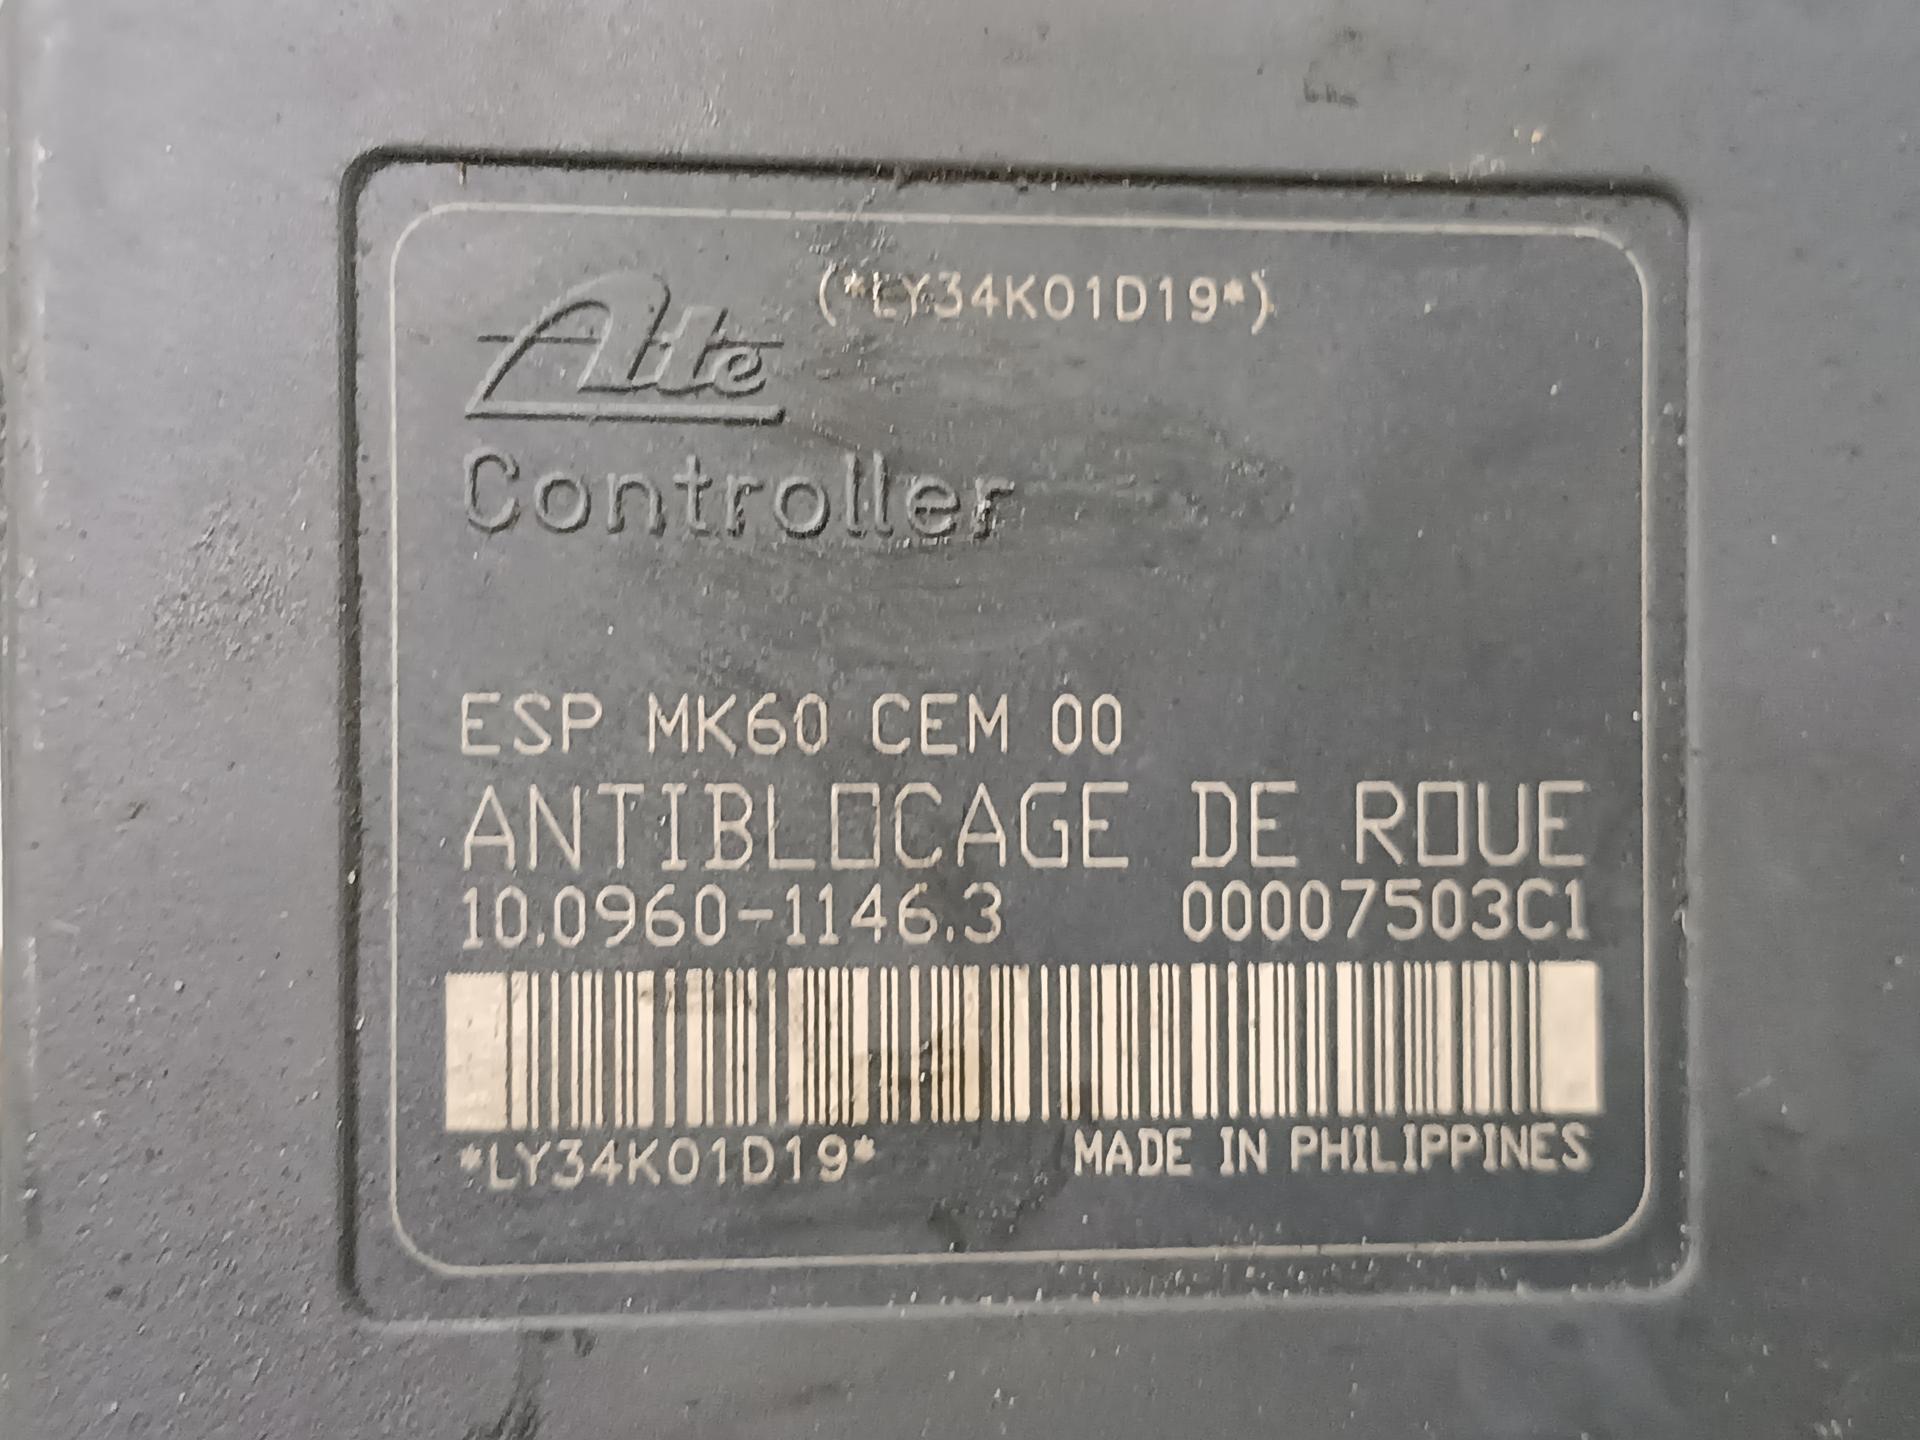 (*LY34K01D19*)
Ate
Controller
ESP MK60 CEM 00
ANTIBLOCAGE DE ROUE
10.0960-1146.3 00007503C1
*LY34K01D19* MADE IN PHILIPPINES